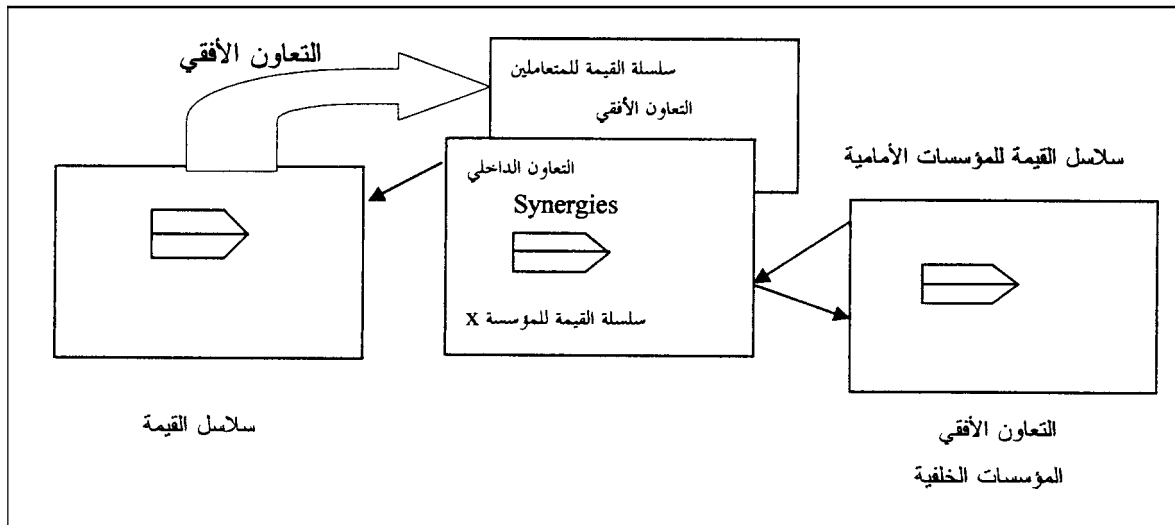 التعاون الأفقي
سلسلة القيمة للمتعاملين
التعاون الأفقي
سلاسل القيمة للمؤسسات الأمامية
التعاون الداخلي
Synergies
سلسلة القيمة للمؤسسة x
سلاسل القيمة
التعاون الأفقي
المؤسسات الخلفية